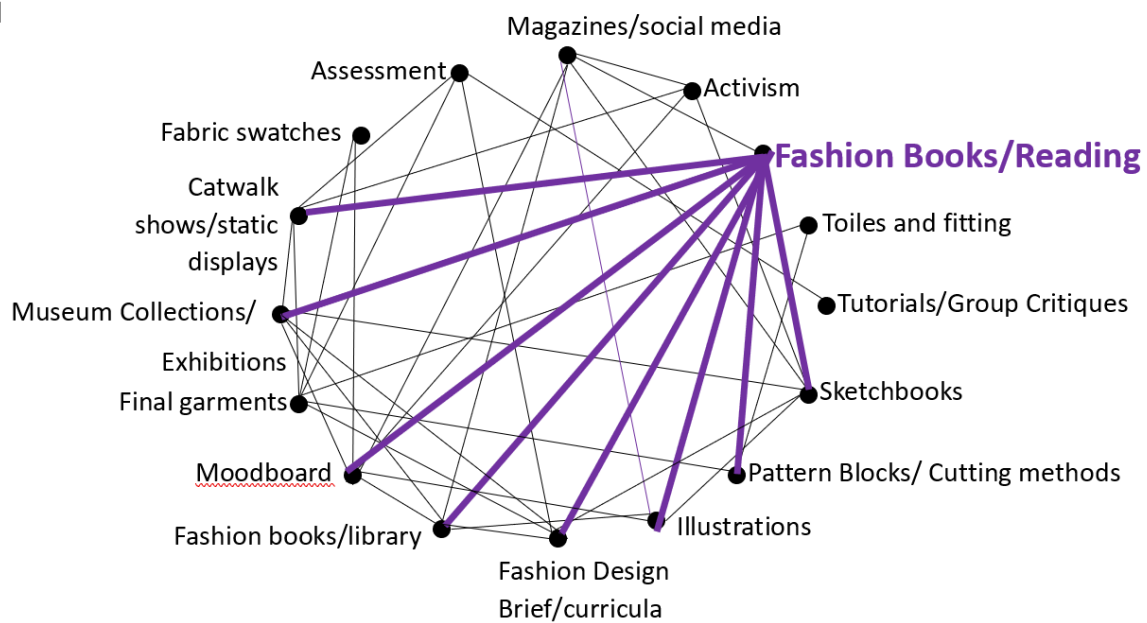 Magazines/social media
Assessment
Activism
Fabric swatches
Fashion Books/Reading
Catwalk
shows/static
displays
Toiles and fitting
Museum Collections/
Exhibitions
Tutorials/Group Critiques
Final garments
Sketchbooks
Moodboard
Pattern Blocks/ Cutting methods
Fashion books/library
Illustrations
Fashion Design
Brief/curricula